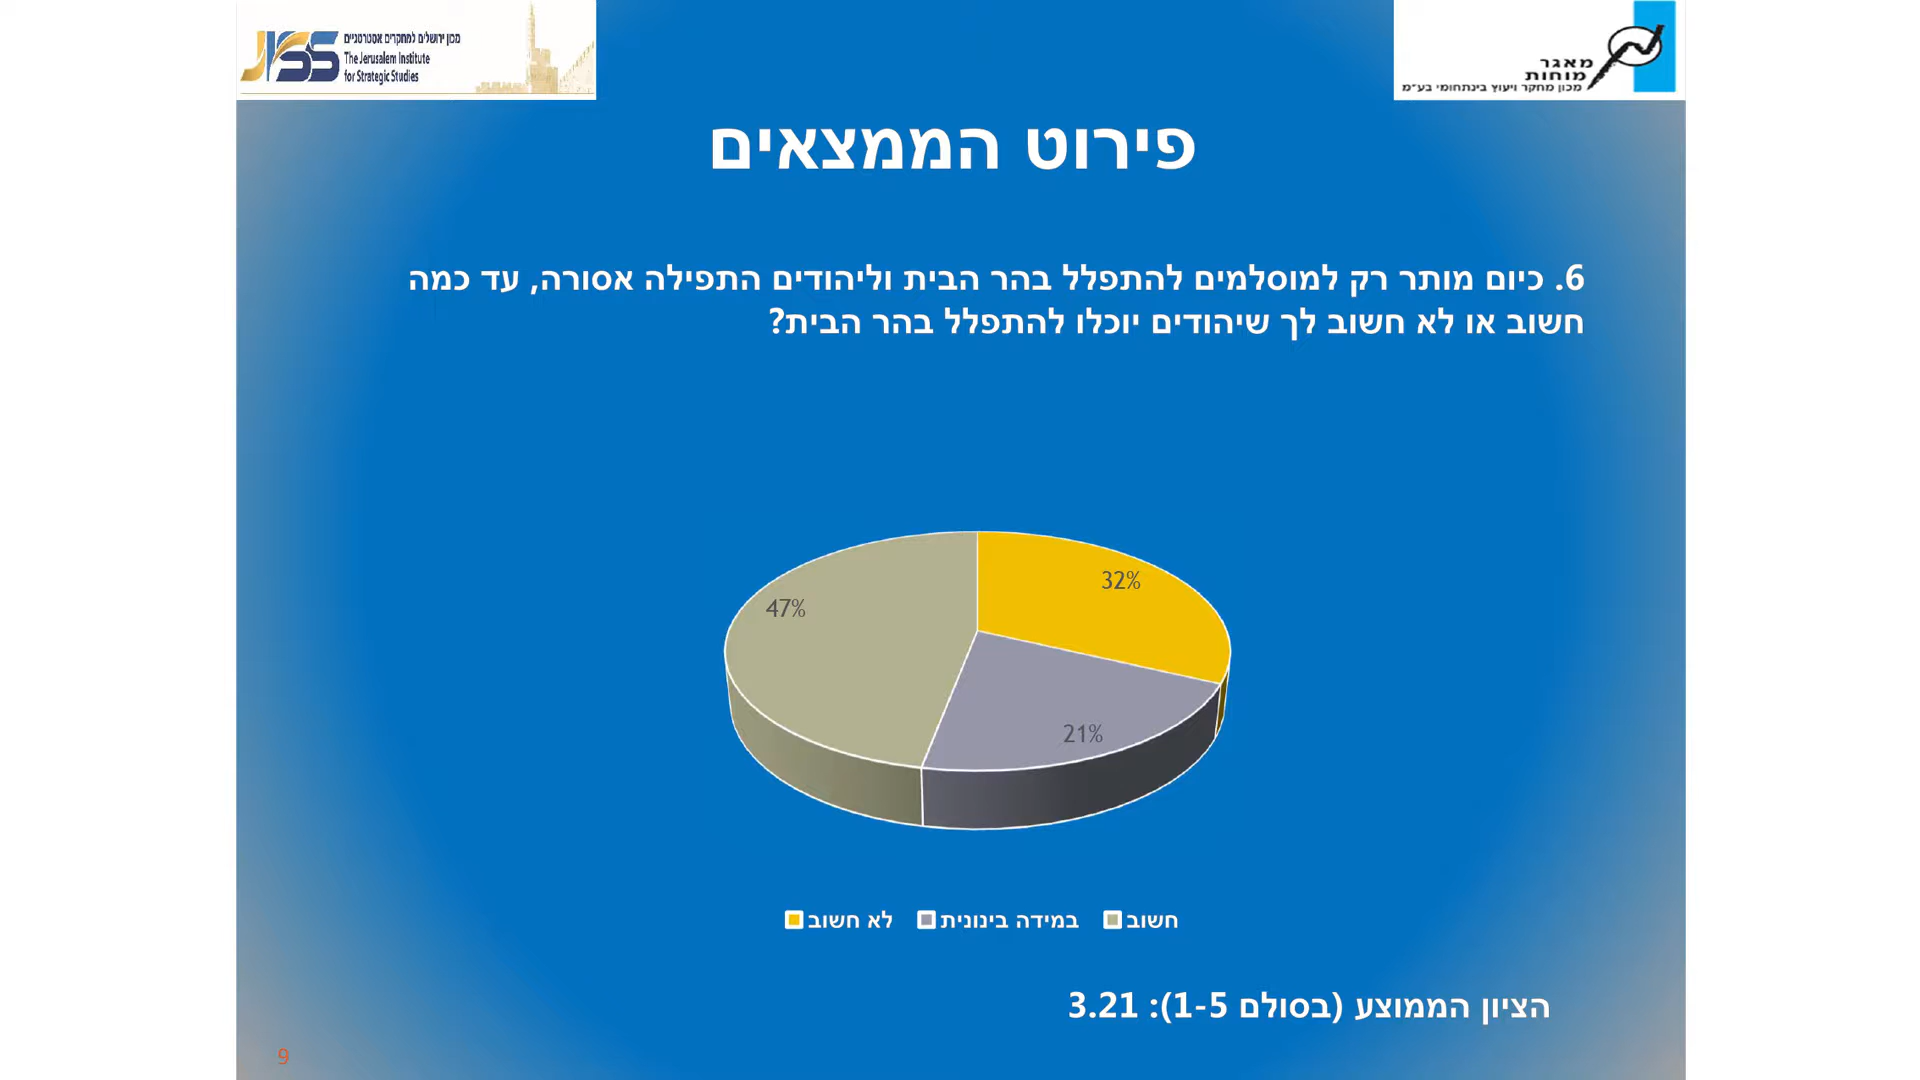 JISS
מכון ירושלים למחקרים אסטרטגיים
The Jerusalem Institute
for Strategic Studies
מאגר
מוחות
מכון מחקר ויעוץ בינתחומי בע"מ
פירוט הממצאים
6. כיום מותר רק למוסלמים להתפלל בהר הבית וליהודים התפילה אסורה, עד כמה
חשוב או לא חשוב לך שיהודים יוכלו להתפלל בהר הבית?
32%
47%
21%
חשוב במידה בינונית לא חשוב
הציון הממוצע (בסולם 1-5): 3.21
9